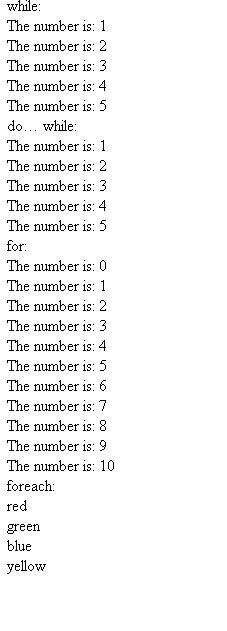 while:
The number is: 1
The number is: 2
The number is: 3
The number is: 4
The number is: 5
do... while:
The number is: 1
The number is: 2
The number is: 3
The number is: 4
The number is: 5
for:
The number is: 0
The number is: 1
The number is: 2
The number is: 3
The number is: 4
The number is: 5
The number is: 6
The number is: 7
The number is: 8
The number is: 9
The number is: 10
foreach:
red
green
blue
yellow